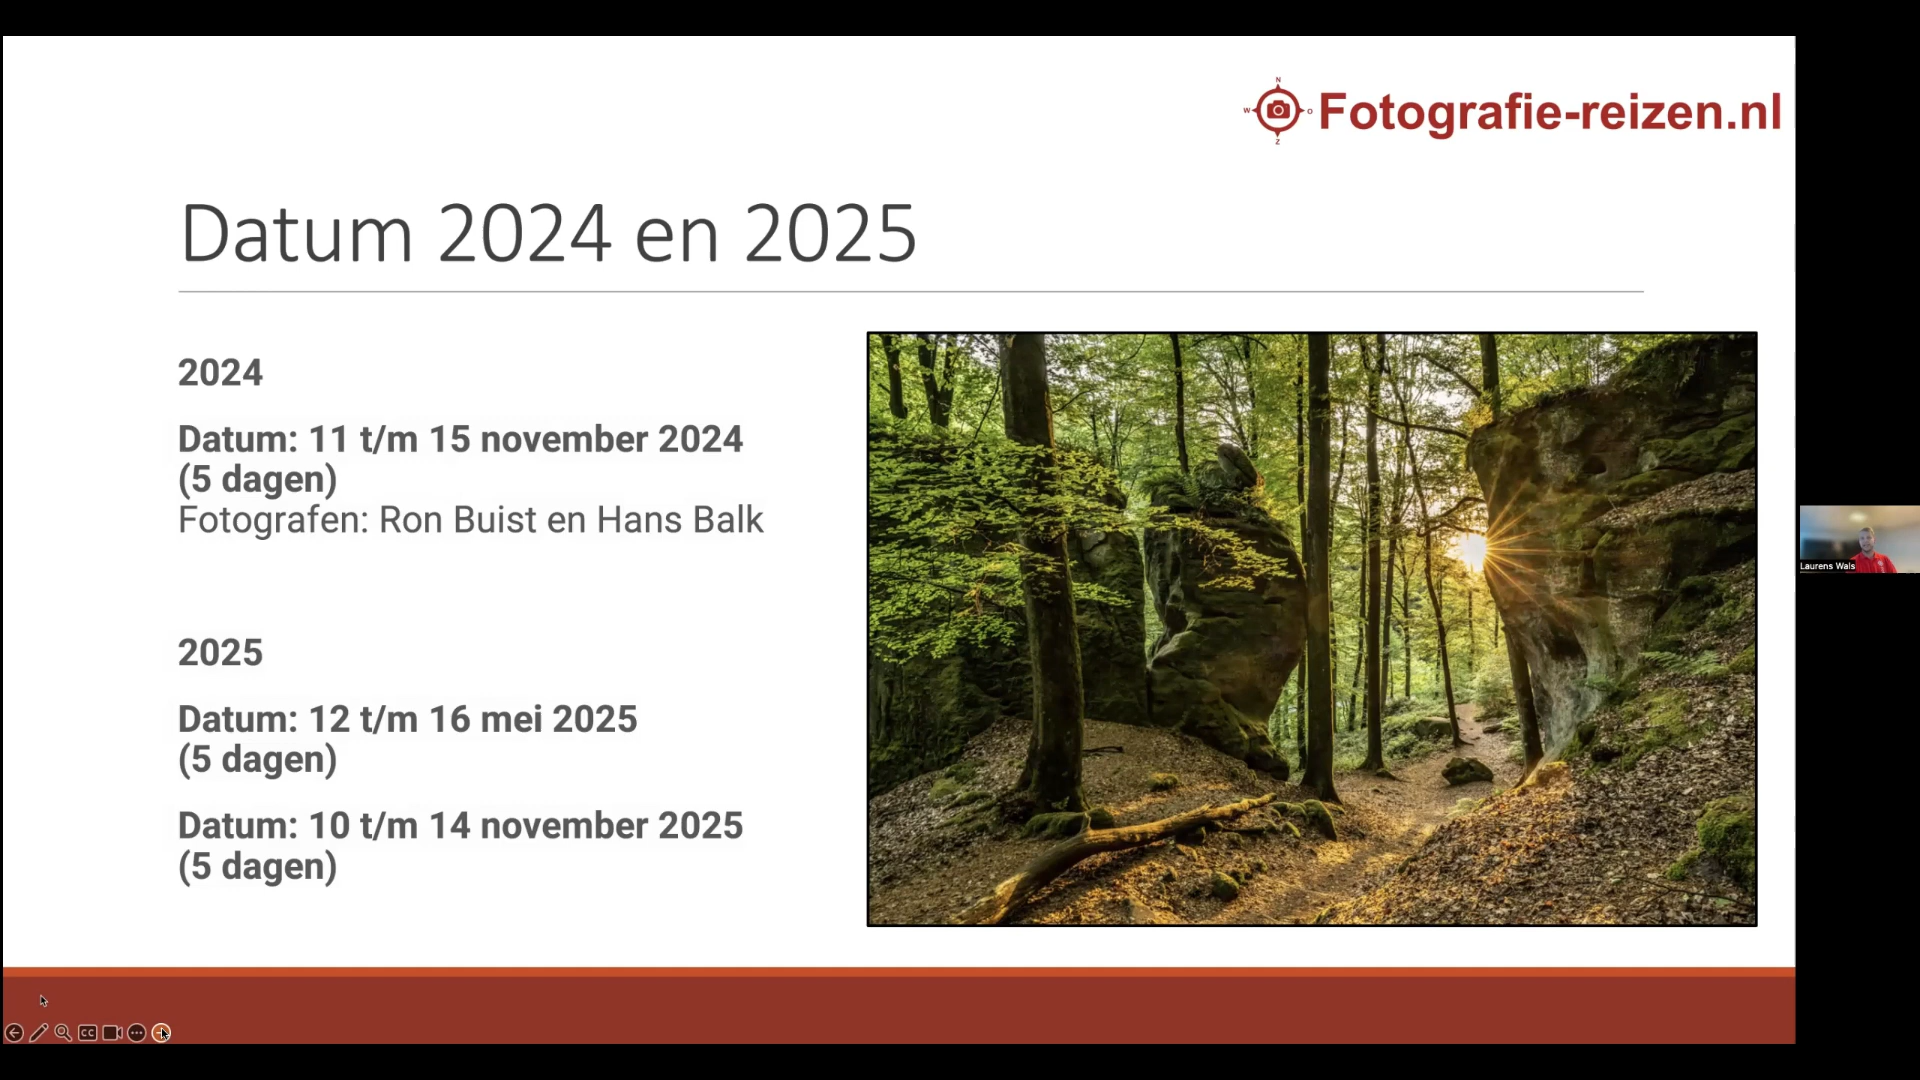 N
W
O
Z
Fotografie-reizen.nl
Datum 2024 en 2025
2024
Datum: 11 t/m 15 november 2024
(5 dagen)
Fotografen: Ron Buist en Hans Balk
2025
Datum: 12 t/m 16 mei 2025
(5 dagen)
Datum: 10 t/m 14 november 2025
(5 dagen)
Laurens Wals
CC